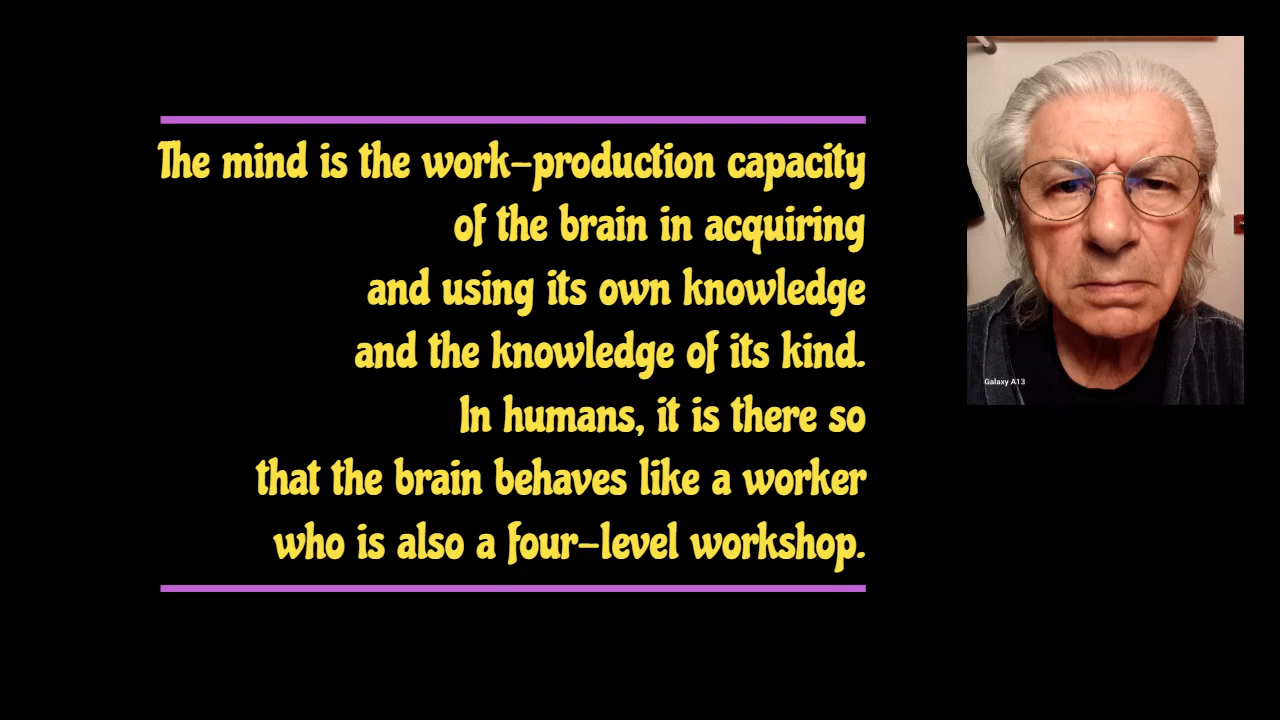 The mind is the work-production capacity
of the brain in acquiring
and using its own knowledge
and the knowledge of its kind.
In humans, it is there so
that the brain behaves like a worker
who is also a four-level workshop.
Galaxy A13